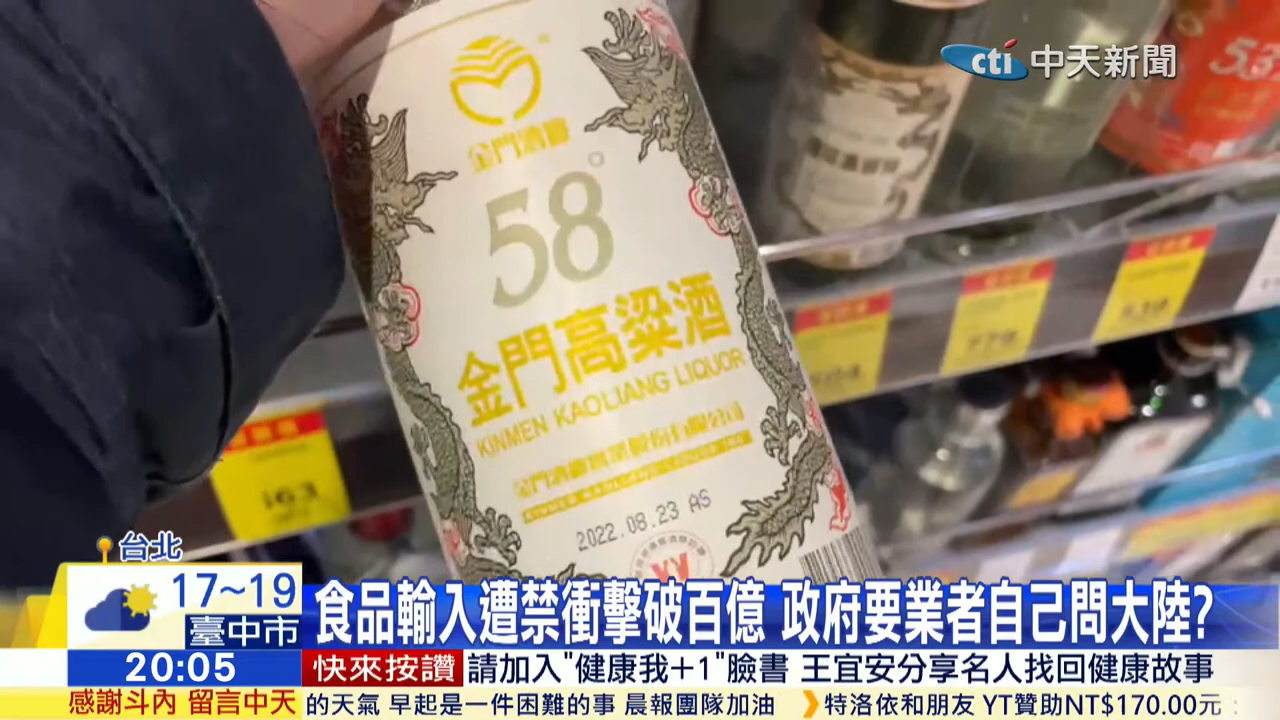 cti 中天新聞
金門酒廠
58°
金門高粱酒
KINMEN KAOLIANG LIQUOR
2022.08.23 A5
163
台北
17~19
臺中市
食品輸入遭禁衝擊破百億 政府要業者自己問大陸?
20:05
快來按讚 請加入"健康我+1"臉書 王宜安分享名人找回健康故事
感謝斗內 留言中天
的天氣 早起是一件困難的事 晨報團隊加油
特洛依和朋友 YT贊助NT$170.00元: